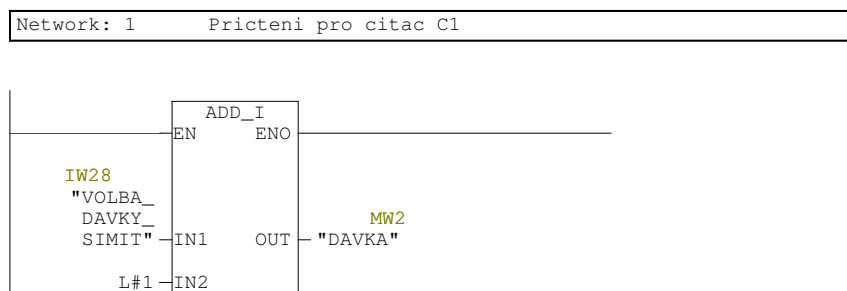 Network: 1 Pricteni pro citac C1
ADD_I
EN ENO
IW28
"VOLBA_
DAVKY_ MW2
SIMIT" IN1 OUT "DAVKA"
L#1 IN2